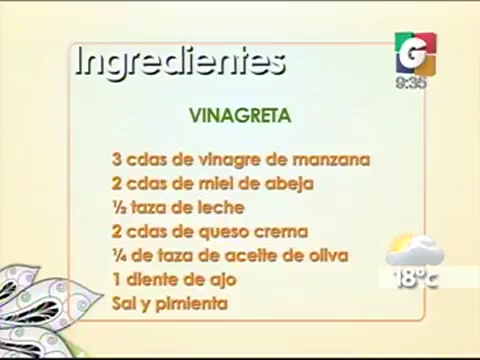 Ingredientes
G
9:35
VINAGRETA
3 cdas de vinagre de manzana
2 cdas de miel de abeja
½ taza de leche
2 cdas de queso crema
¼ de taza de aceite de oliva
1 diente de ajo
Sal y pimienta
18°C